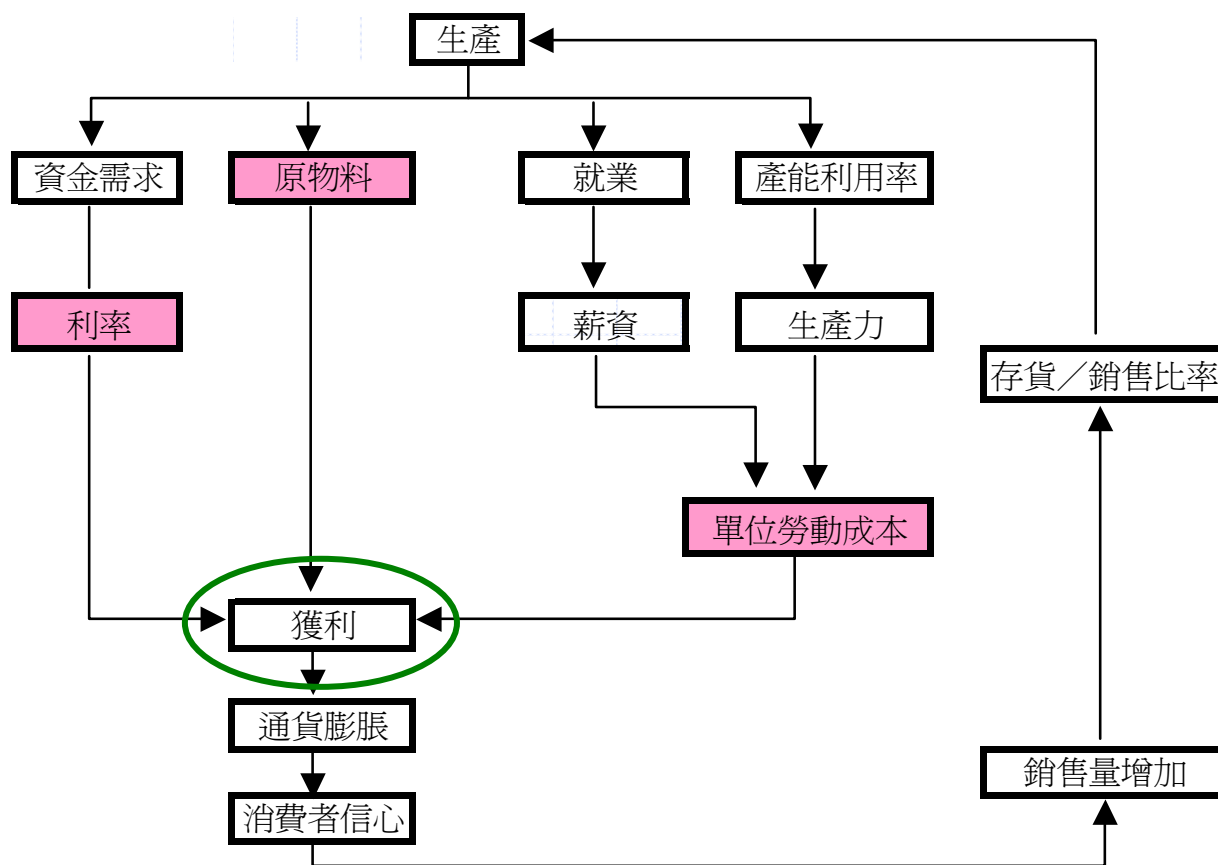 生產
資金需求
原物料
就業
產能利用率
利率
薪資
生產力
存貨／銷售比率
單位勞動成本
獲利
通貨膨脹
銷售量增加
消費者信心